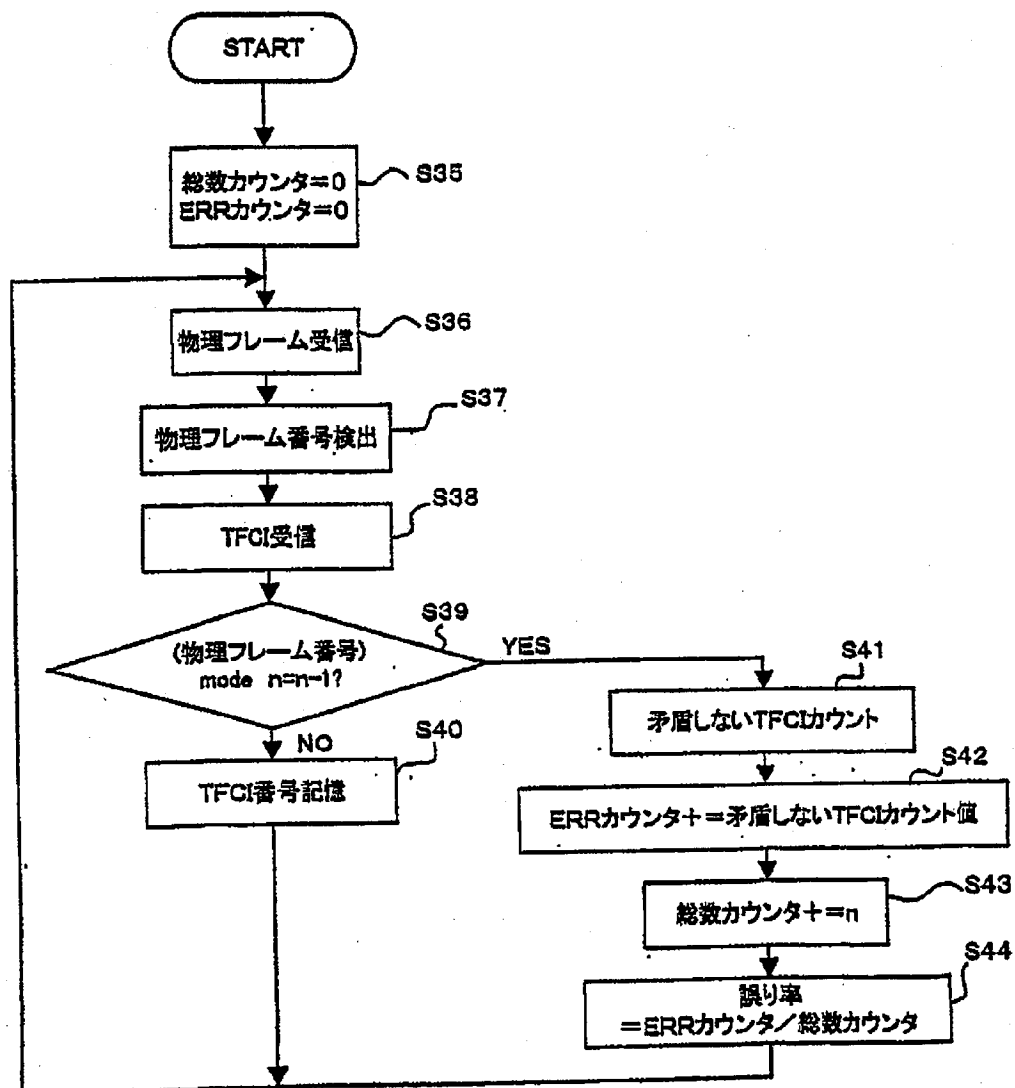 START
総数カウンタ=0
ERRカウンタ=0
S35
物理フレーム受信
S36
物理フレーム番号検出
S37
TFCI受信
S38
(物理フレーム番号)
mode n=n-1?
S39
YES
NO
TFCI番号記憶
S40
矛盾しないTFCIカウント
S41
ERRカウンタ+=矛盾しないTFCIカウント値
S42
総数カウンタ+=n
S43
誤り率
=ERRカウンタ/総数カウンタ
S44